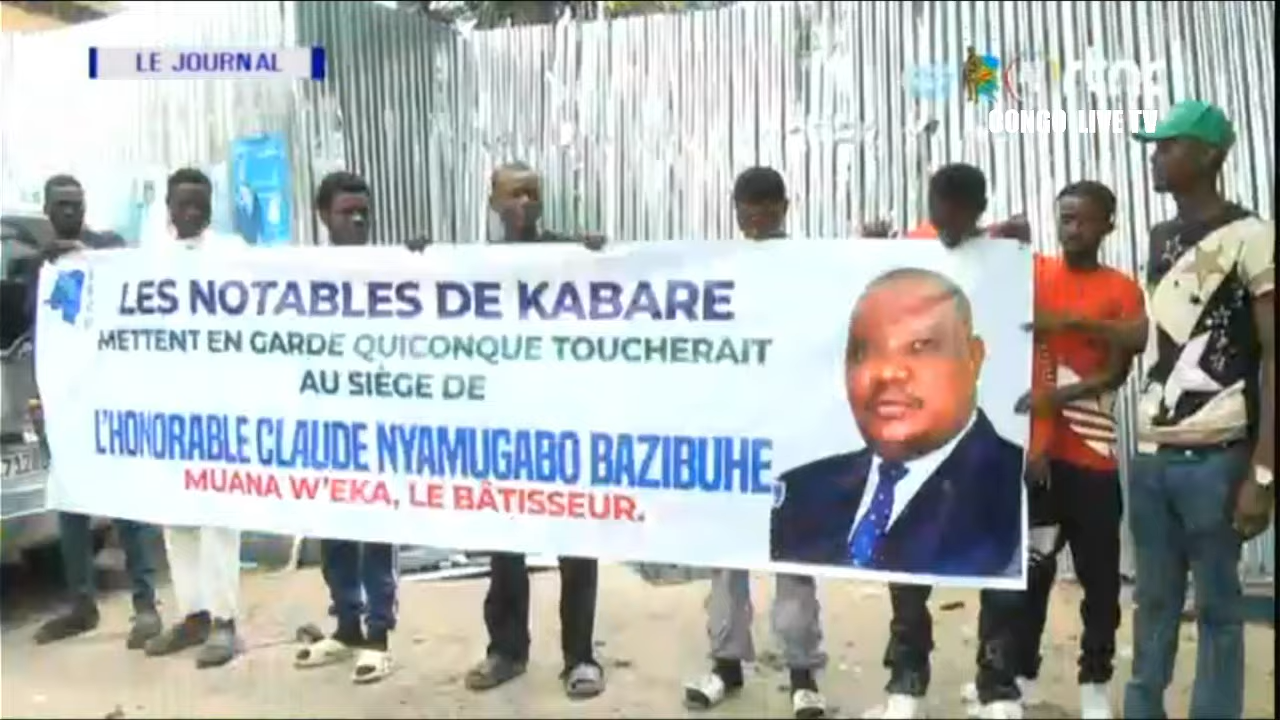 LE JOURNAL
CONGO LIVE TV
LES NOTABLES DE KABARE
METTENT EN GARDE QUICONQUE TOUCHERAIT
AU SIÈGE DE
L'HONORABLE CLAUDE NYAMUGABO BAZIBUHE,
MUANA W'EKA, LE BÂTISSEUR.